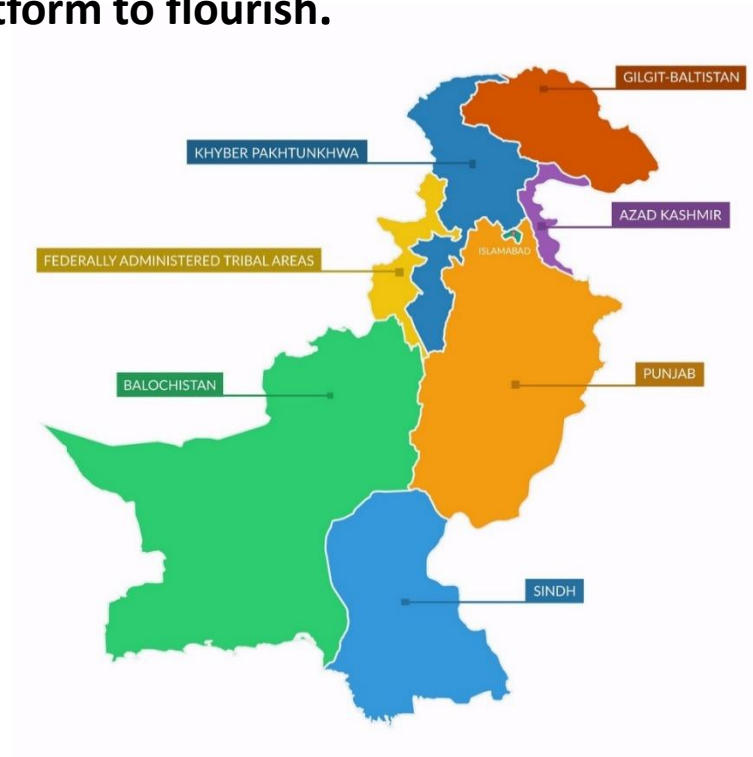 tform to flourish.
GILGIT-BALTISTAN
KHYBER PAKHTUNKHWA
AZAD KASHMIR
ISLAMABAD
FEDERALLY ADMINISTERED TRIBAL AREAS
PUNJAB
BALOCHISTAN
SINDH